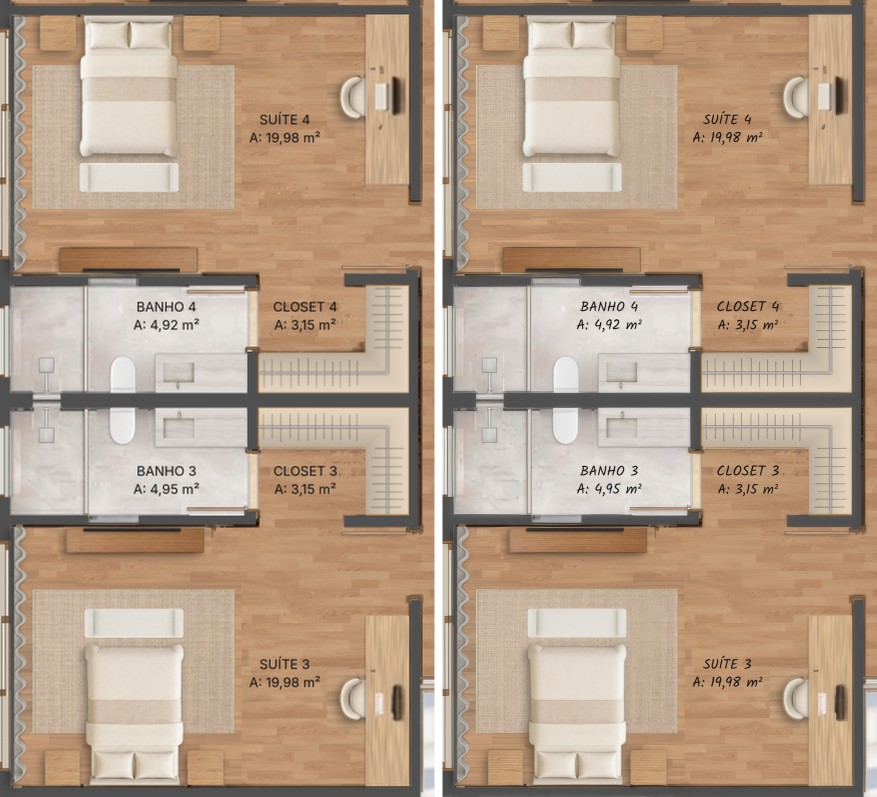 SUÍTE 4
A: 19,98 m²
BANHO 4
A: 4,92 m²
CLOSET 4
A: 3,15 m²
BANHO 3
A: 4,95 m²
CLOSET 3
A: 3,15 m²
SUÍTE 3
A: 19,98 m²
SUÍTE 4
A: 19,98 m²
BANHO 4
A: 4,92 m²
CLOSET 4
A: 3,15 m²
BANHO 3
A: 4,95 m²
CLOSET 3
A: 3,15 m²
SUÍTE 3
A: 19,98 m²